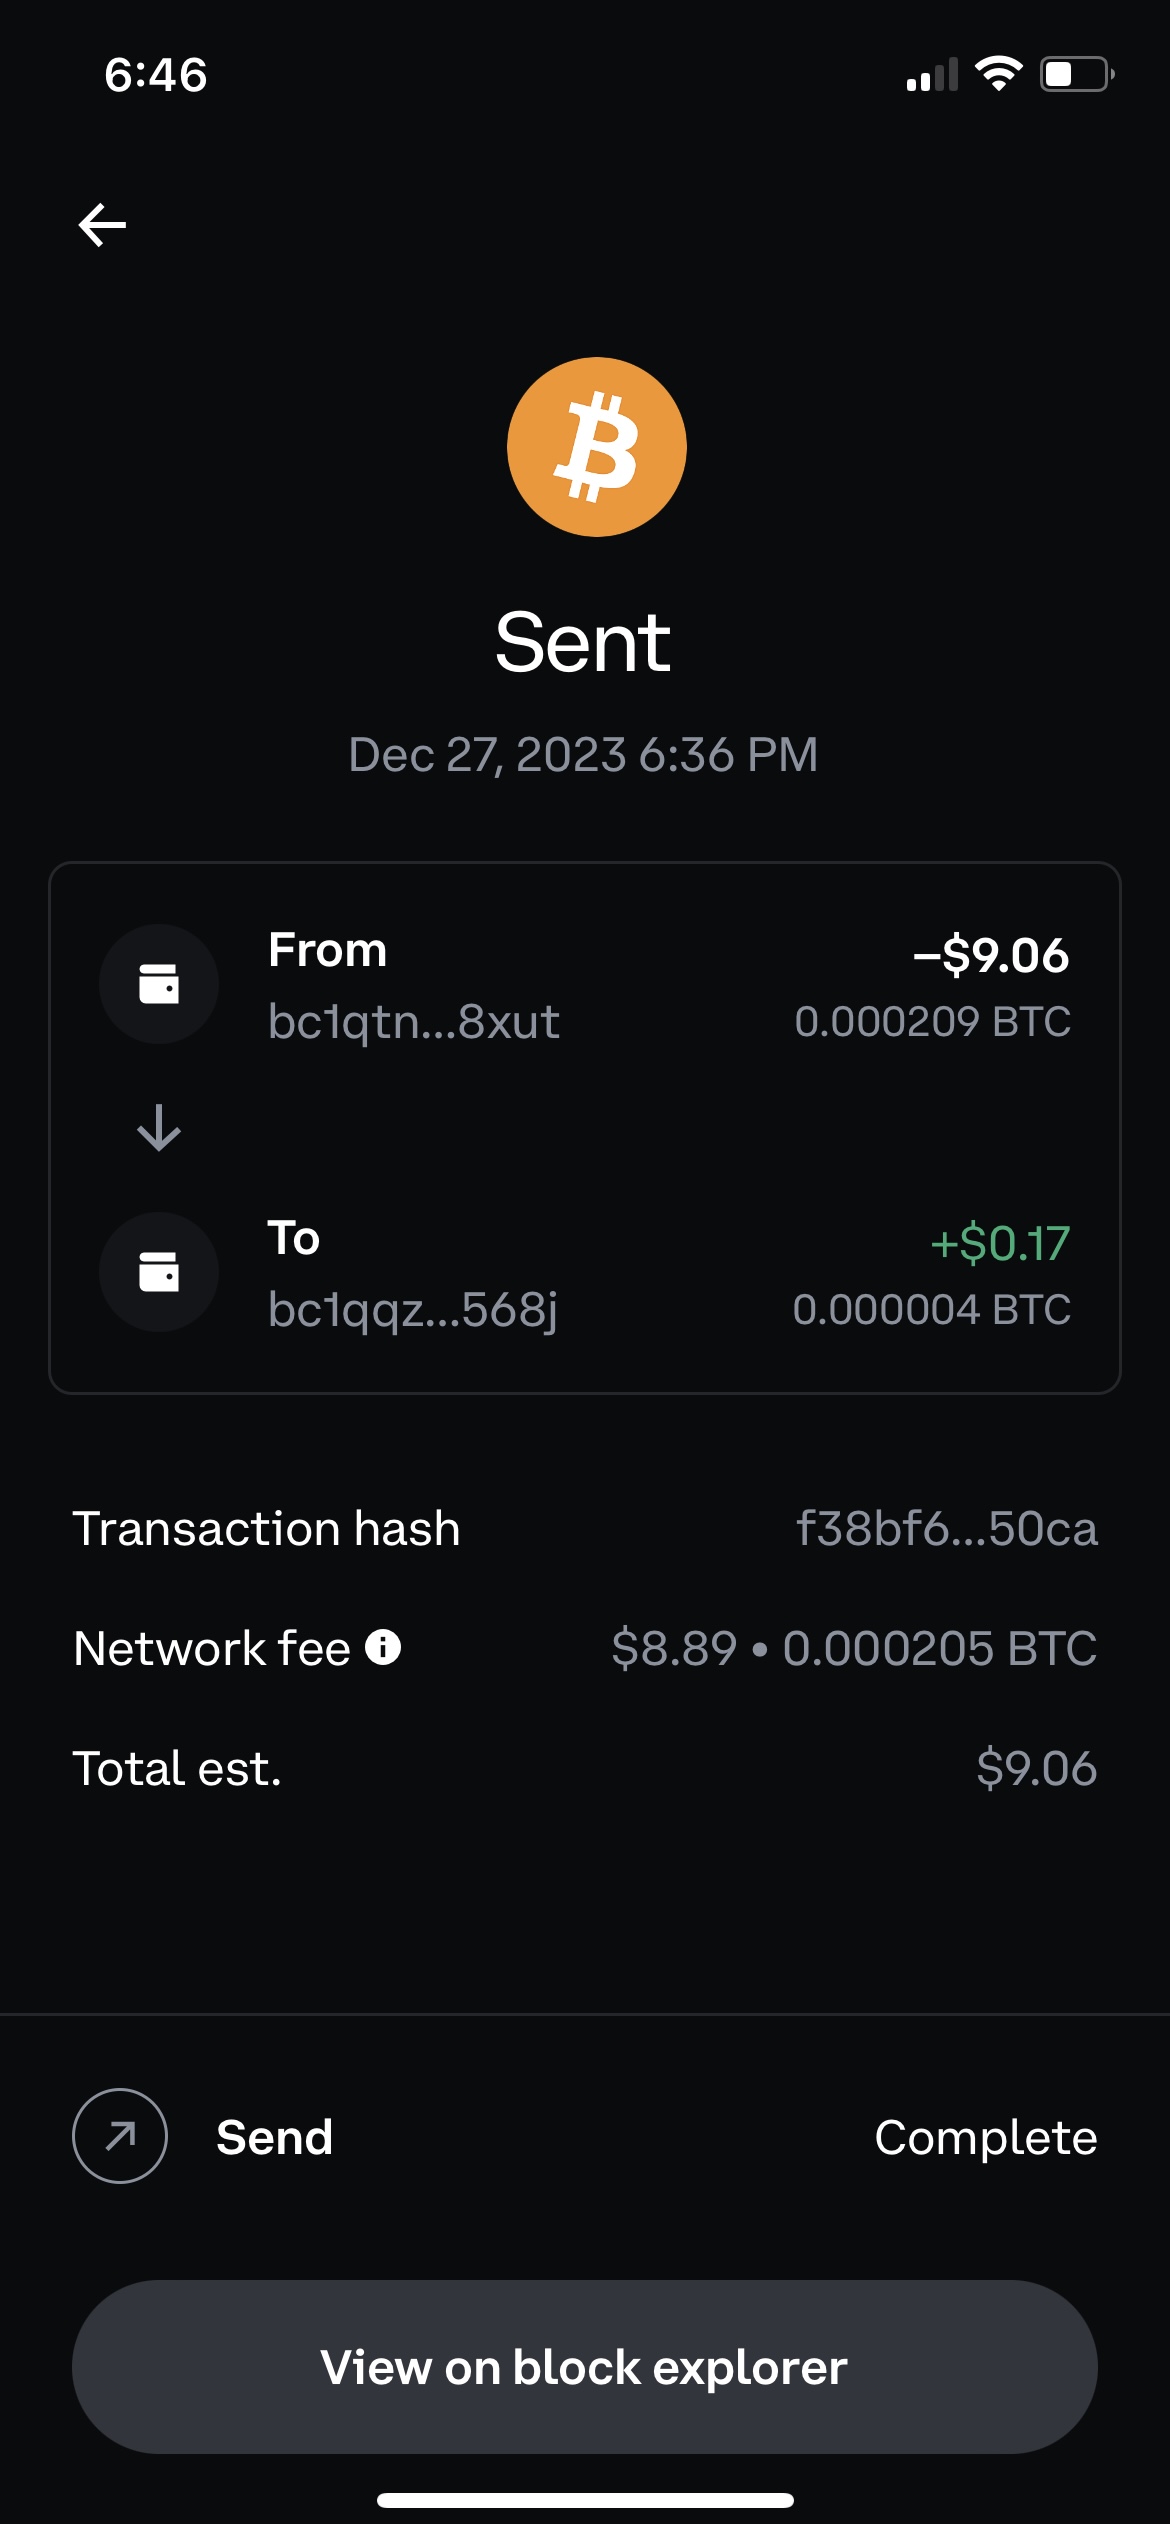 6:46
Sent
Dec 27, 2023 6:36 PM
From
–$9.06
bc1qtn...8xut
0.000209 BTC
To
+$0.17
bc1qqz...568j
0.000004 BTC
Transaction hash
f38bf6...50ca
Network fee
$8.89 • 0.000205 BTC
Total est.
$9.06
Send
Complete
View on block explorer